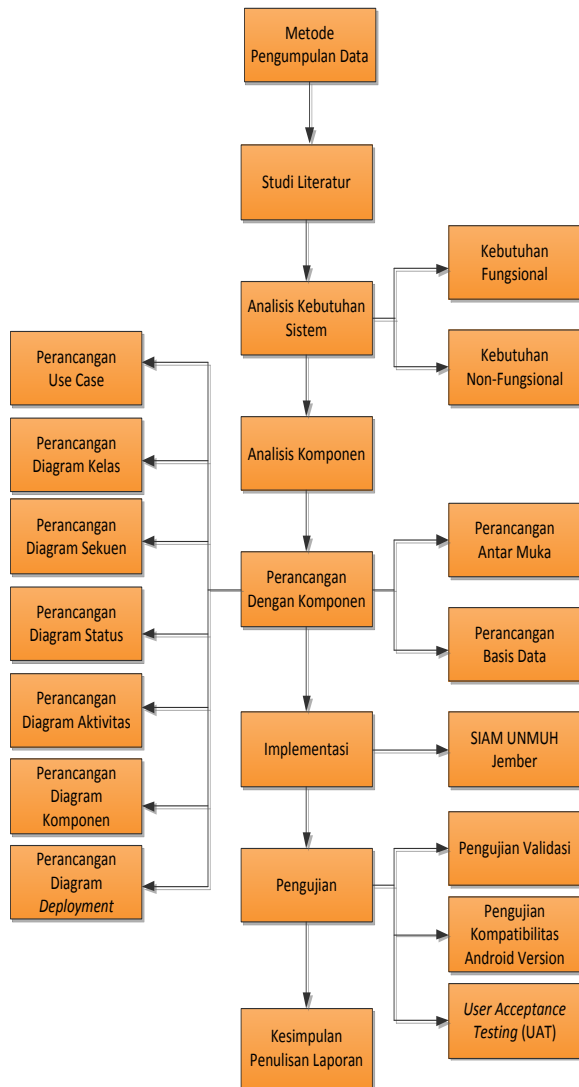 Metode
Pengumpulan Data
Studi Literatur
Kebutuhan
Fungsional
Analisis Kebutuhan
Sistem
Kebutuhan
Non-Fungsional
Perancangan
Use Case
Perancangan
Diagram Kelas
Analisis Komponen
Perancangan
Diagram Sekuen
Perancangan
Antar Muka
Perancangan
Dengan Komponen
Perancangan
Diagram Status
Perancangan
Basis Data
Perancangan
Diagram Aktivitas
Implementasi
SIAM UNMUH
Jember
Perancangan
Diagram
Komponen
Pengujian Validasi
Pengujian
Perancangan
Diagram
Deployment
Pengujian
Kompatibilitas
Android Version
User Acceptance
Testing (UAT)
Kesimpulan
Penulisan Laporan